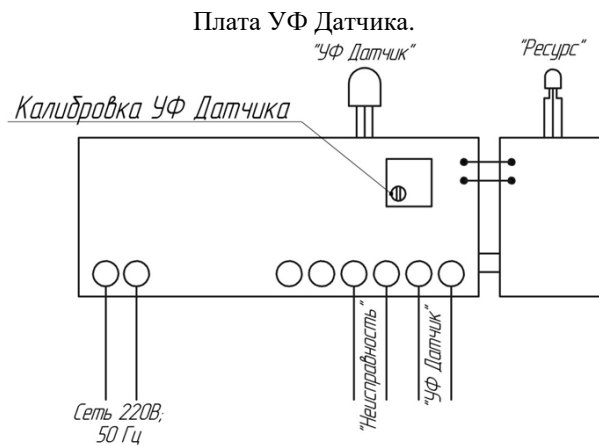 Плата УФ Датчика.
"УФ Датчик"
"Ресурс"
Калибровка УФ Датчика
"Неисправность"
"УФ Датчик"
Сеть 220В;
50 Гц